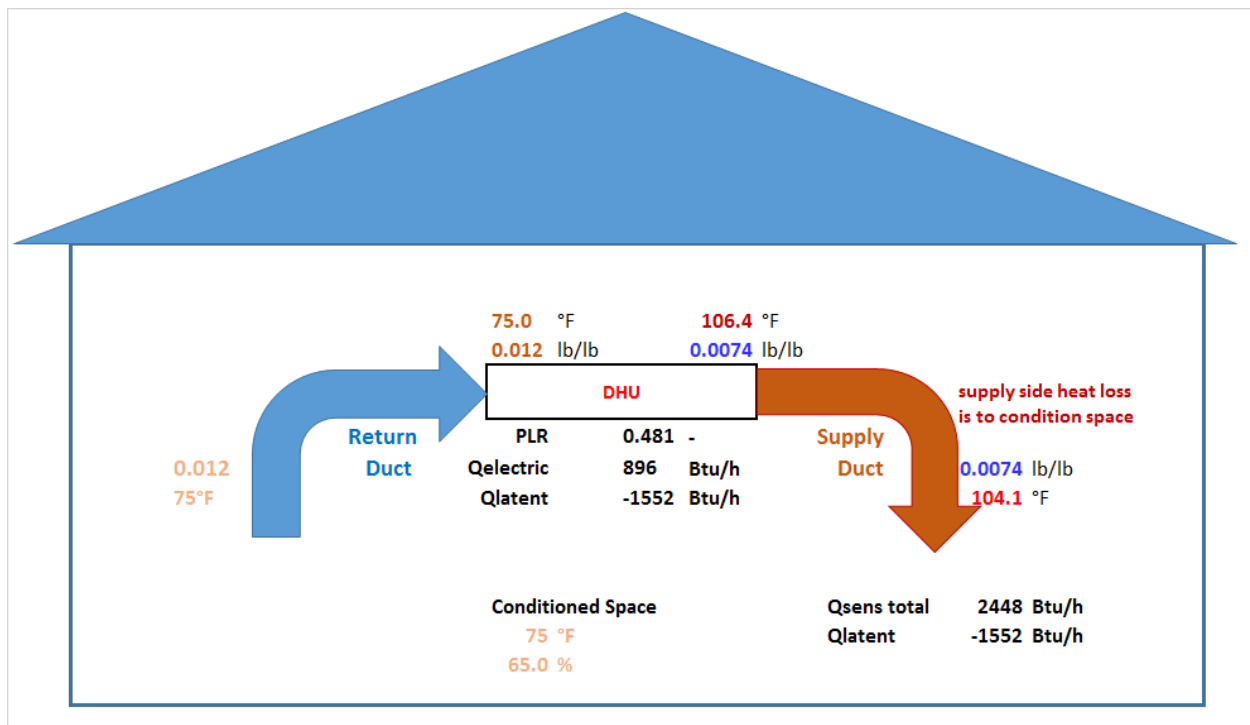 75.0 °F 106.4 °F
0.012 lb/lb 0.0074 lb/lb
DHU
supply side heat loss
is to condition space
Return
Duct
PLR 0.481 -
Qelectric 896 Btu/h
Qlatent -1552 Btu/h
Supply
Duct
0.012
75°F
0.0074 lb/lb
104.1 °F
Conditioned Space
75 °F
65.0 %
Qsens total 2448 Btu/h
Qlatent -1552 Btu/h